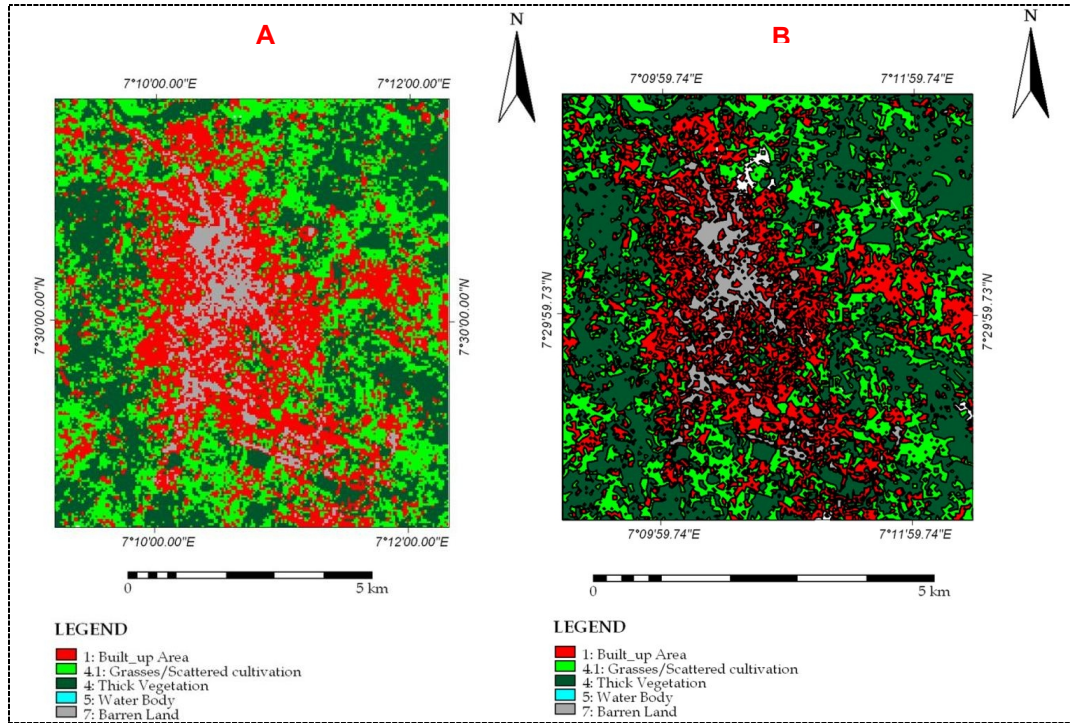 A
N
7°10'00.00"E
7°12'00.00"E
7°30'00.00"N
7°30'00.00"N
7°10'00.00"E
7°12'00.00"E
0
5 km
LEGEND
1: Built_up Area
4.1: Grasses/Scattered cultivation
4: Thick Vegetation
5: Water Body
7: Barren Land
B
N
7°09'59.74"E
7°11'59.74"E
7°29'59.73"N
7°29'59.73"N
7°09'59.74"E
7°11'59.74"E
0
5 km
LEGEND
1: Built_up Area
4.1: Grasses/Scattered cultivation
4: Thick Vegetation
5: Water Body
7: Barren Land